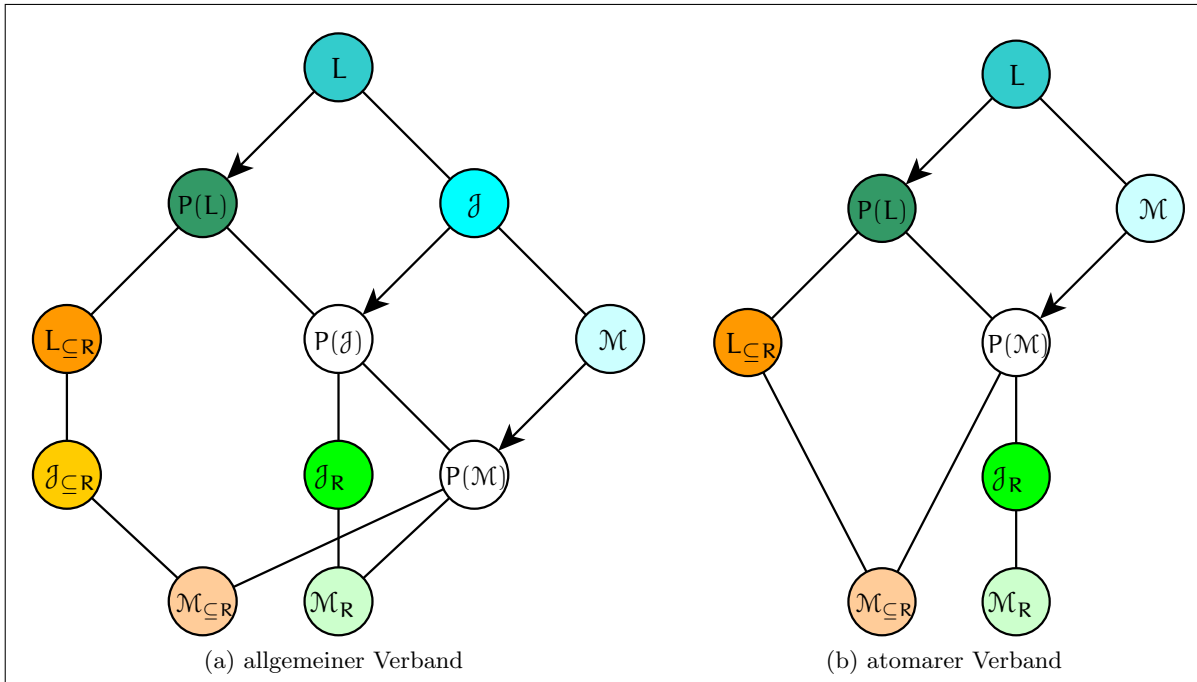 L
L
P(L)
𝒥
P(L)
ℳ
L⊆R
P(𝒥)
ℳ
L⊆R
P(ℳ)
𝒥⊆R
𝒥R
P(ℳ)
𝒥R
ℳ⊆R
ℳR
ℳ⊆R
ℳR
(a) allgemeiner Verband
(b) atomarer Verband